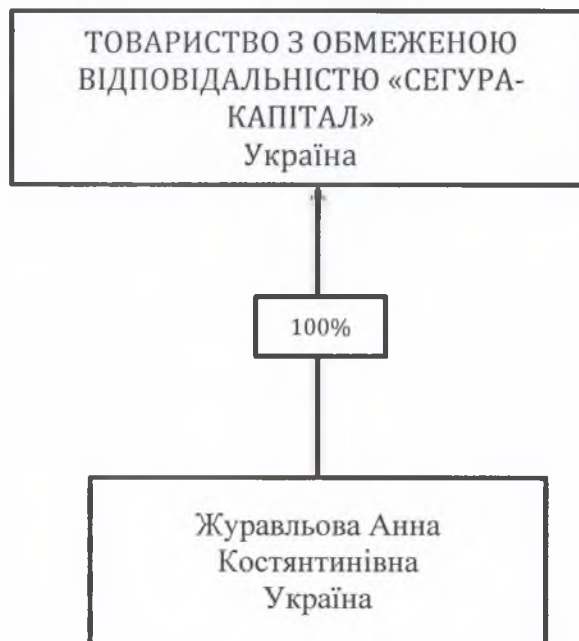 ТОВАРИСТВО З ОБМЕЖЕНОЮ
ВІДПОВІДАЛЬНІСТЮ «СЕГУРА-
КАПІТАЛ»
Україна
100%
Журавльова Анна
Костянтинівна
Україна